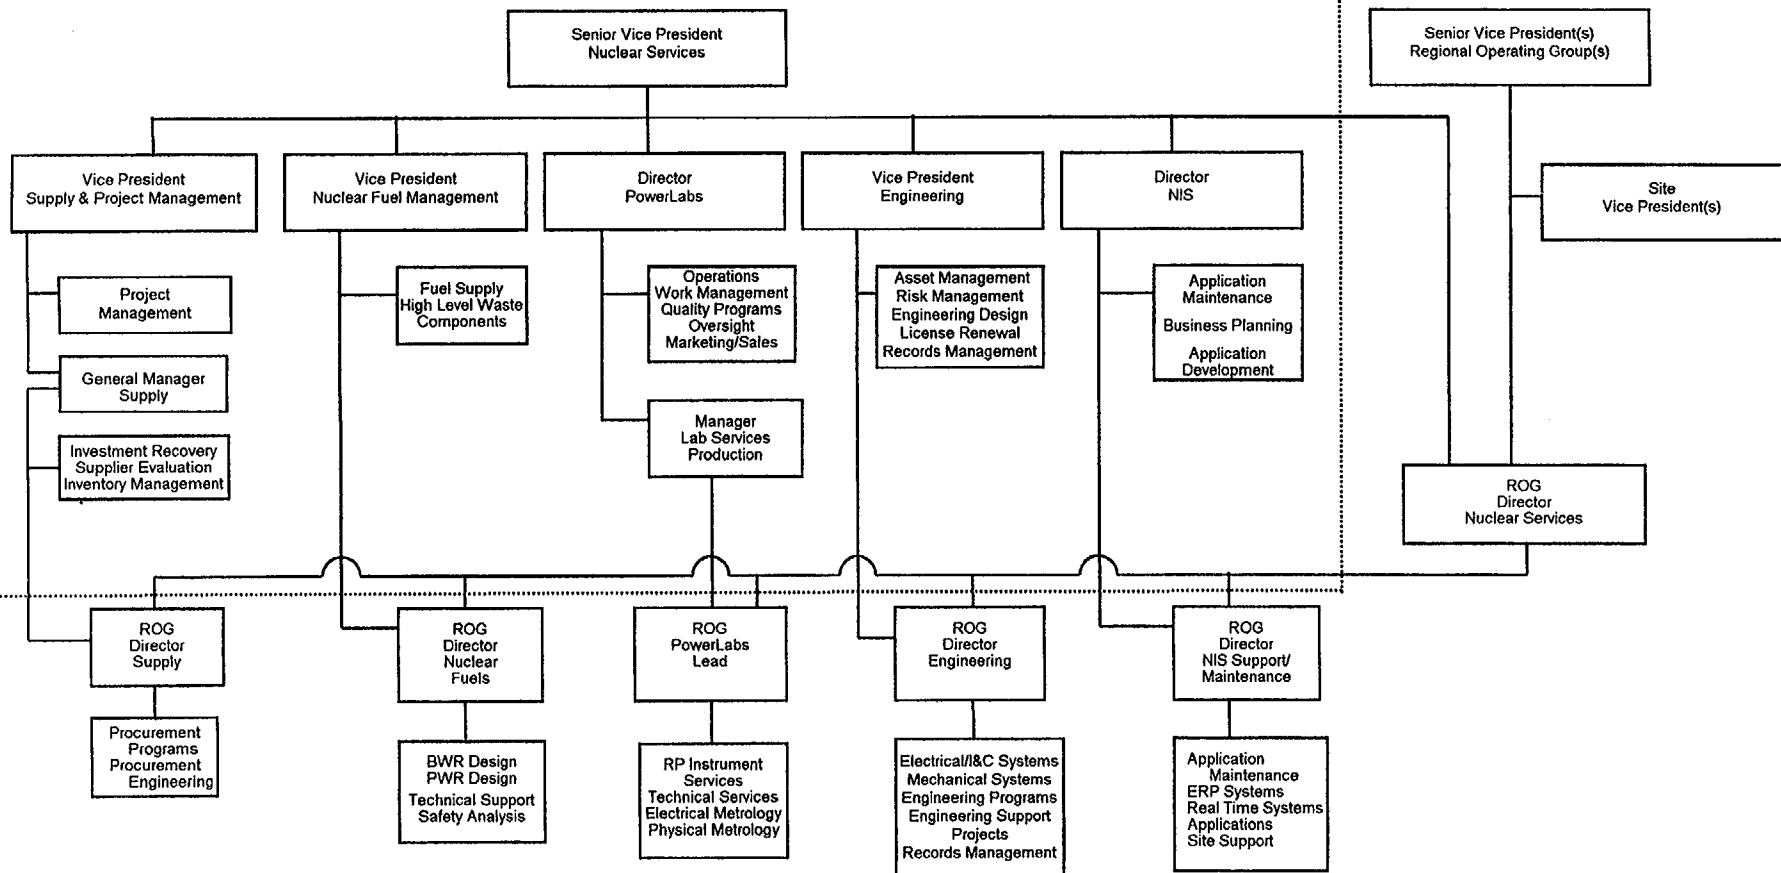 Senior Vice President
Nuclear Services
Senior Vice President(s)
Regional Operating Group(s)
Vice President
Supply & Project Management
Vice President
Nuclear Fuel Management
Director
PowerLabs
Vice President
Engineering
Director
NIS
Site
Vice President(s)
Project
Management
Fuel Supply
High Level Waste
Components
Operations
Work Management
Quality Programs
Oversight
Marketing/Sales
Asset Management
Risk Management
Engineering Design
License Renewal
Records Management
Application
Maintenance
Business Planning
Application
Development
General Manager
Supply
Manager
Lab Services
Production
Investment Recovery
Supplier Evaluation
Inventory Management
ROG
Director
Nuclear Services
ROG
Director
Supply
ROG
Director
Nuclear
Fuels
ROG
PowerLabs
Lead
ROG
Director
Engineering
ROG
Director
NIS Support/
Maintenance
Procurement
Programs
Procurement
Engineering
BWR Design
PWR Design
Technical Support
Safety Analysis
RP Instrument
Services
Technical Services
Electrical Metrology
Physical Metrology
Electrical/I&C Systems
Mechanical Systems
Engineering Programs
Engineering Support
Projects
Records Management
Application
Maintenance
ERP Systems
Real Time Systems
Applications
Site Support